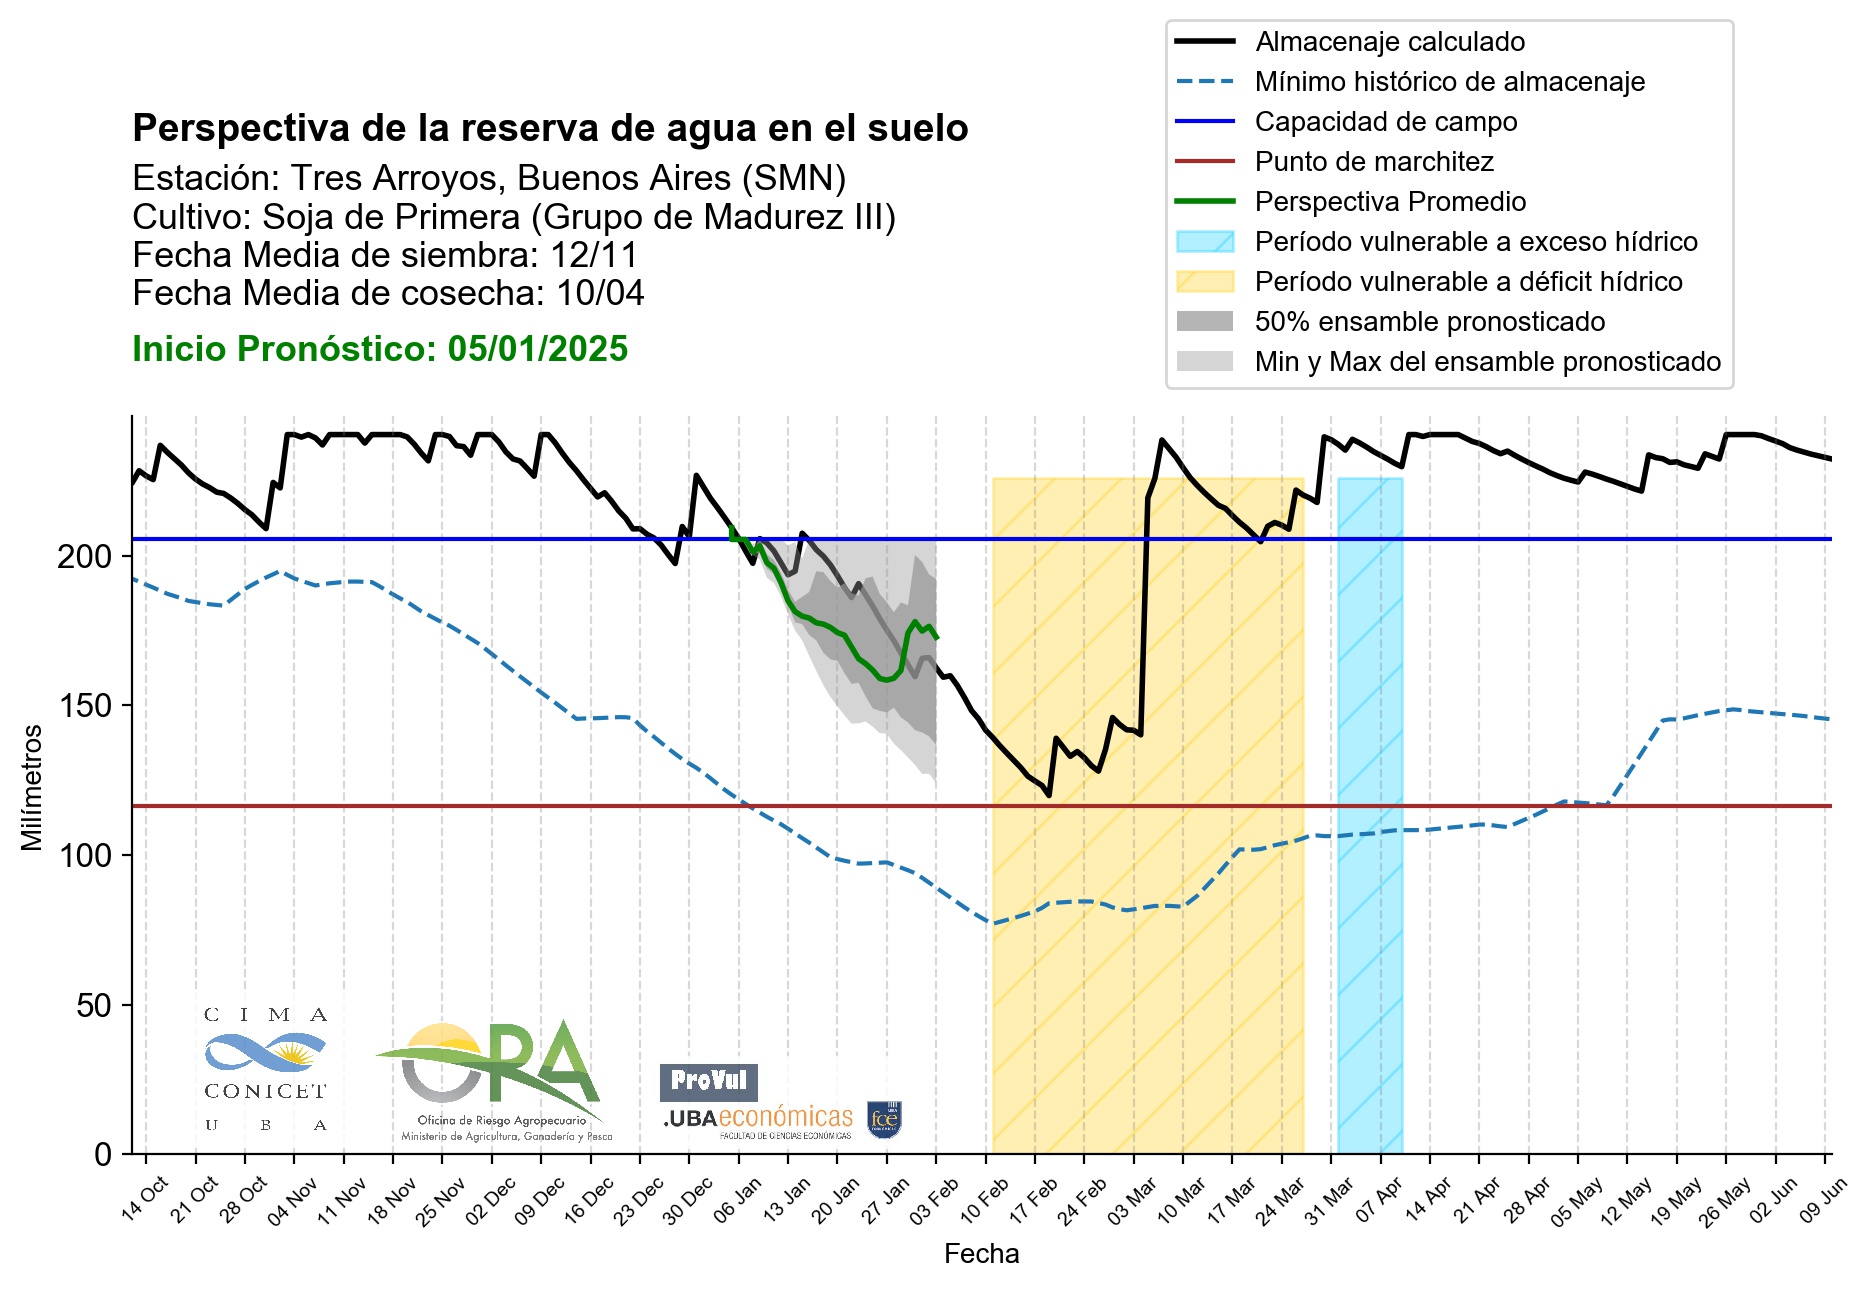 Almacenaje calculado
Mínimo histórico de almacenaje
Capacidad de campo
Punto de marchitez
Perspectiva Promedio
Período vulnerable a exceso hídrico
Período vulnerable a déficit hídrico
50% ensamble pronosticado
Min y Max del ensamble pronosticado
Perspectiva de la reserva de agua en el suelo
Estación: Tres Arroyos, Buenos Aires (SMN)
Cultivo: Soja de Primera (Grupo de Madurez III)
Fecha Media de siembra: 12/11
Fecha Media de cosecha: 10/04
Inicio Pronóstico: 05/01/2025
Milímetros
200
150
100
50
0
C I M A
CONICET
U B A
ORA
Oficina de Riesgo Agropecuario
Ministerio de Agricultura, Ganadería y Pesca
ProVul
.UBAeconómicas
FACULTAD DE CIENCIAS ECONÓMICAS
UBA
fce
ECONÓMICAS
14 Oct
21 Oct
28 Oct
04 Nov
11 Nov
18 Nov
25 Nov
02 Dec
09 Dec
16 Dec
23 Dec
30 Dec
06 Jan
13 Jan
20 Jan
27 Jan
03 Feb
10 Feb
17 Feb
24 Feb
03 Mar
10 Mar
17 Mar
24 Mar
31 Mar
07 Apr
14 Apr
21 Apr
28 Apr
05 May
12 May
19 May
26 May
02 Jun
09 Jun
Fecha